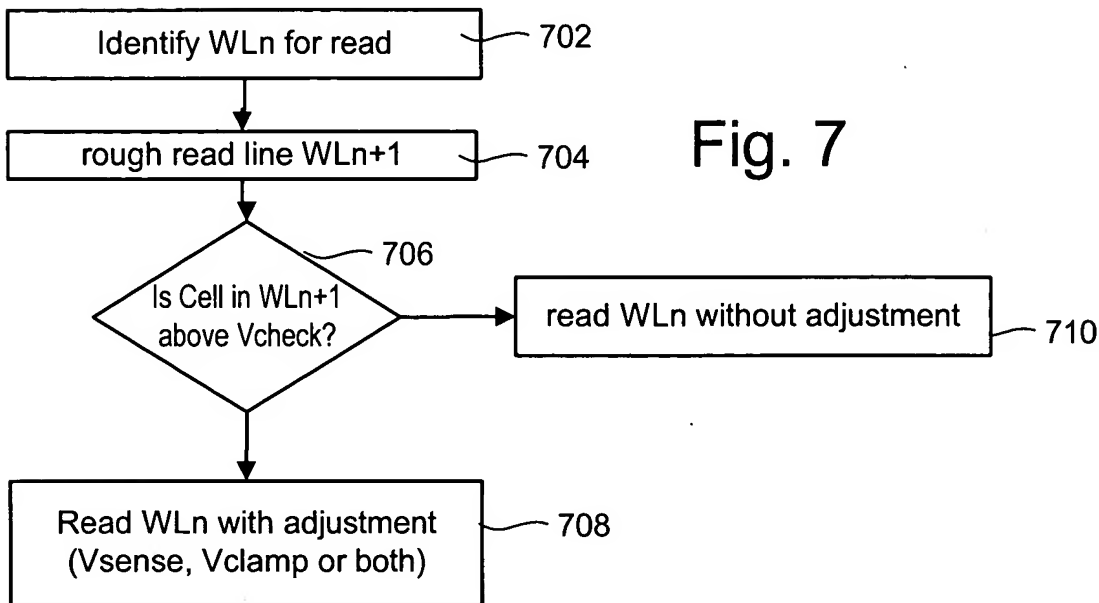 Identify WLn for read
702
rough read line WLn+1
704
Fig. 7
706
Is Cell in WLn+1
above Vcheck?
read WLn without adjustment
710
Read WLn with adjustment
(Vsense, Vclamp or both)
708